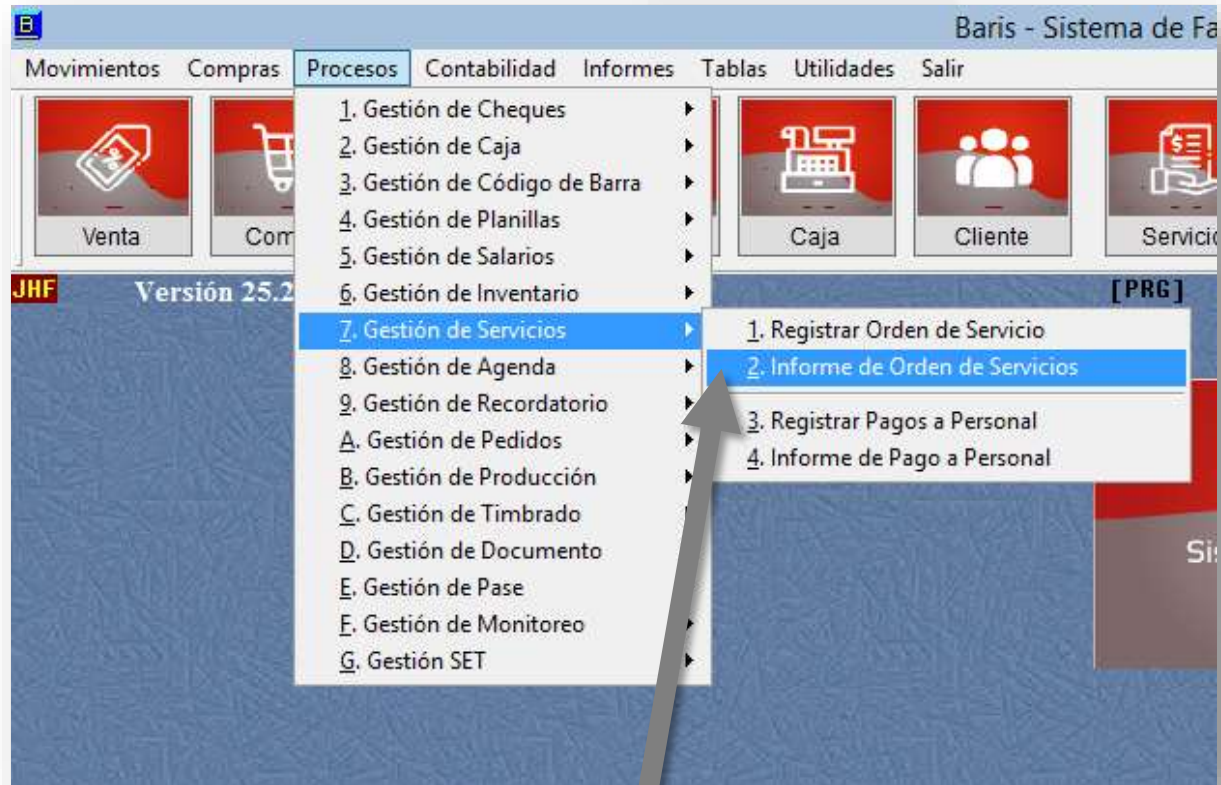 B
Baris - Sistema de Fa
Movimientos Compras Procesos Contabilidad Informes Tablas Utilidades Salir
Venta
Com
Caja
Cliente
Servicio
JHF
Versión 25.2
[PRG]
1. Gestión de Cheques
2. Gestión de Caja
3. Gestión de Código de Barra
4. Gestión de Planillas
5. Gestión de Salarios
6. Gestión de Inventario
7. Gestión de Servicios
8. Gestión de Agenda
9. Gestión de Recordatorio
A. Gestión de Pedidos
B. Gestión de Producción
C. Gestión de Timbrado
D. Gestión de Documento
E. Gestión de Pase
F. Gestión de Monitoreo
G. Gestión SET
1. Registrar Orden de Servicio
2. Informe de Orden de Servicios
3. Registrar Pagos a Personal
4. Informe de Pago a Personal
Sis